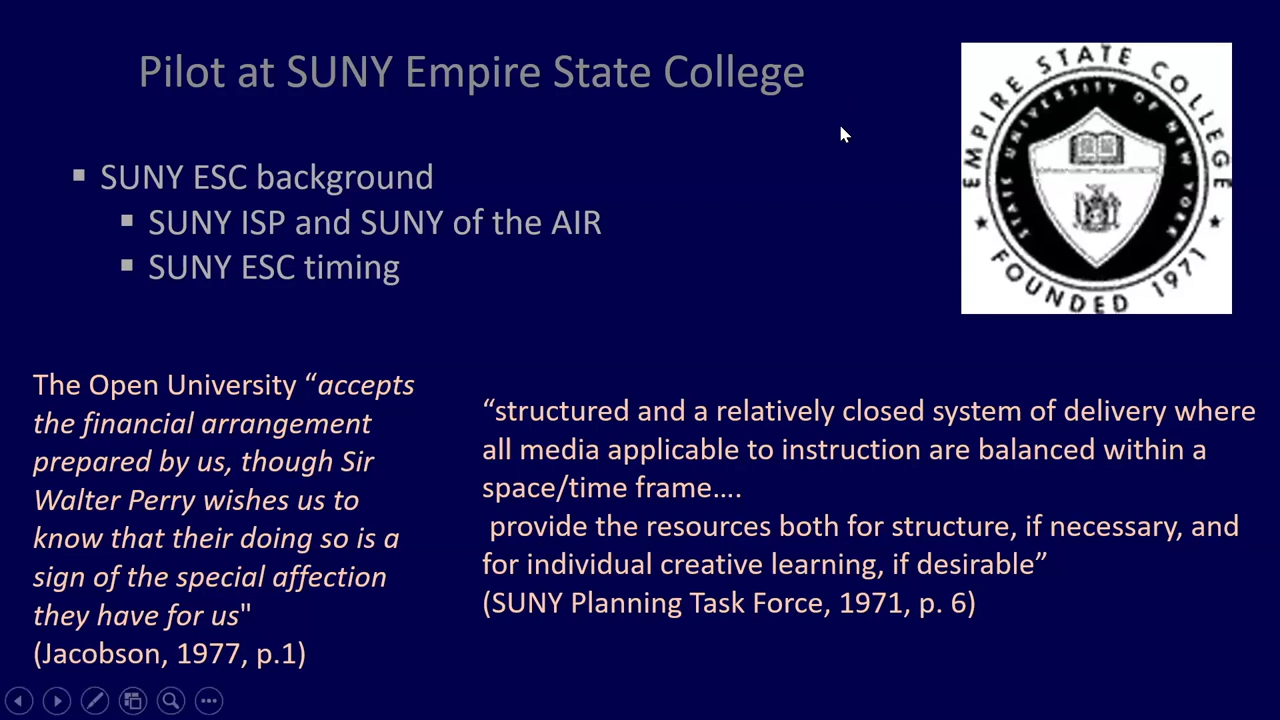 Pilot at SUNY Empire State College
EMPIRE STATE COLLEGE
STATE UNIVERSITY OF NEW YORK
FOUNDED 1971
▪ SUNY ESC background
▪ SUNY ISP and SUNY of the AIR
▪ SUNY ESC timing
The Open University “accepts
the financial arrangement
prepared by us, though Sir
Walter Perry wishes us to
know that their doing so is a
sign of the special affection
they have for us"
(Jacobson, 1977, p.1)
“structured and a relatively closed system of delivery where
all media applicable to instruction are balanced within a
space/time frame….
provide the resources both for structure, if necessary, and
for individual creative learning, if desirable”
(SUNY Planning Task Force, 1971, p. 6)